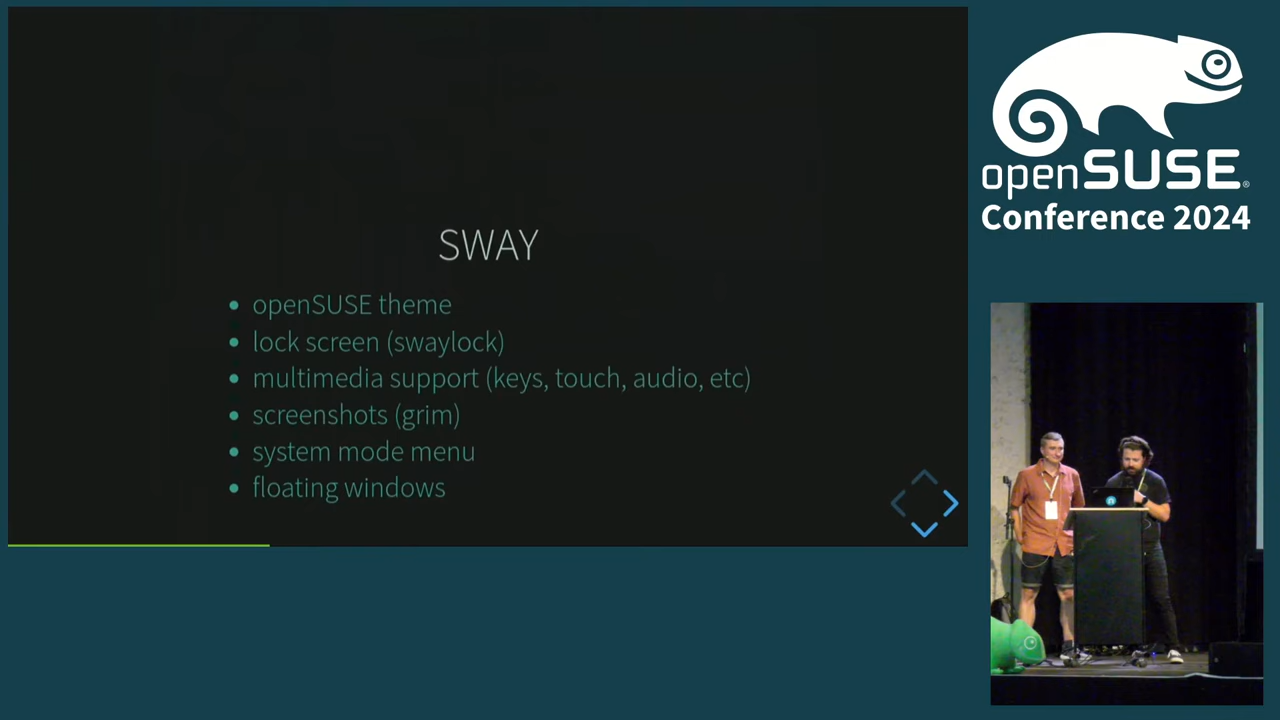 SWAY
openSUSE theme
lock screen (swaylock)
multimedia support (keys, touch, audio, etc)
screenshots (grim)
system mode menu
floating windows
openSUSE®
Conference 2024